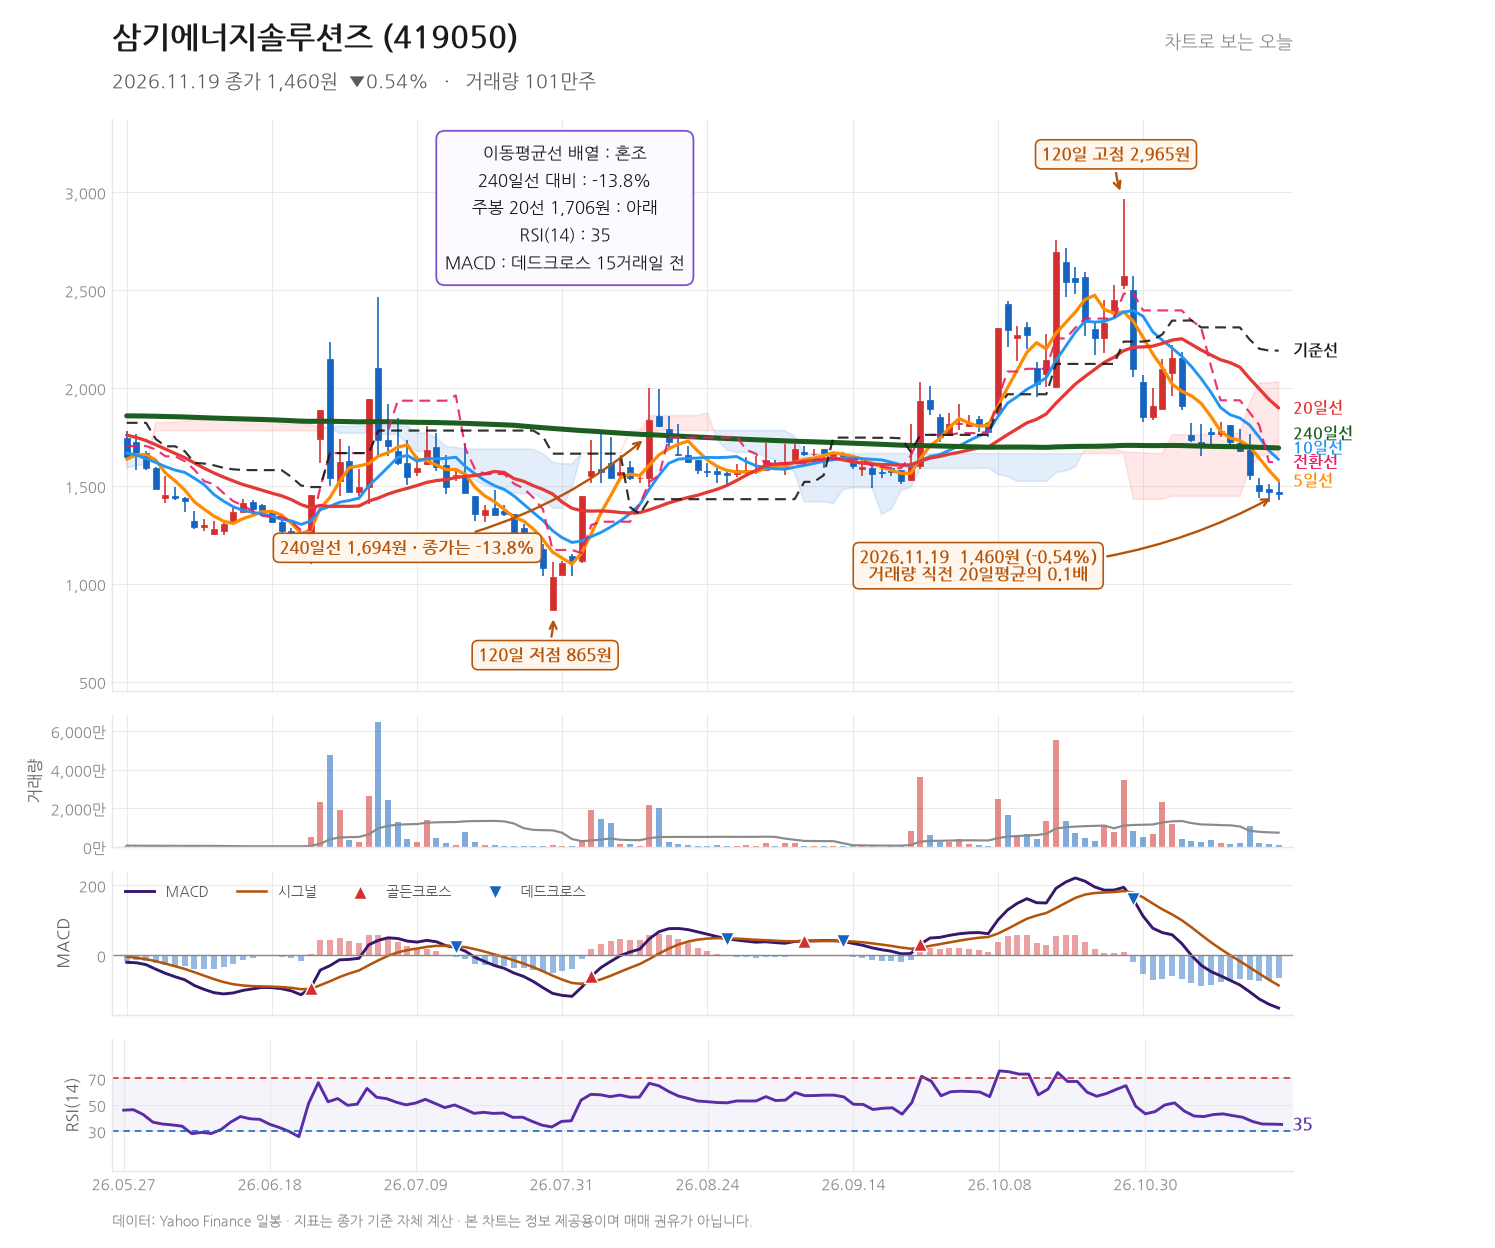 삼기에너지솔루션즈 (419050)
차트로 보는 오늘
2026.11.19 종가 1,460원 ▼0.54% · 거래량 101만주
이동평균선 배열 : 혼조
240일선 대비 : -13.8%
주봉 20선 1,706원 : 아래
RSI(14) : 35
MACD : 데드크로스 15거래일 전
120일 고점 2,965원
3,000
2,500
2,000
1,500
1,000
500
기준선
20일선
240일선
10일선
전환선
5일선
240일선 1,694원 · 종가는 -13.8%
2026.11.19 1,460원 (-0.54%)
거래량 직전 20일평균의 0.1배
120일 저점 865원
거래량
6,000만
4,000만
2,000만
0만
MACD
200
0
MACD
시그널
골든크로스
데드크로스
RSI(14)
70
50
30
35
26.05.27
26.06.18
26.07.09
26.07.31
26.08.24
26.09.14
26.10.08
26.10.30
데이터: Yahoo Finance 일봉 · 지표는 종가 기준 자체 계산 · 본 차트는 정보 제공용이며 매매 권유가 아닙니다.